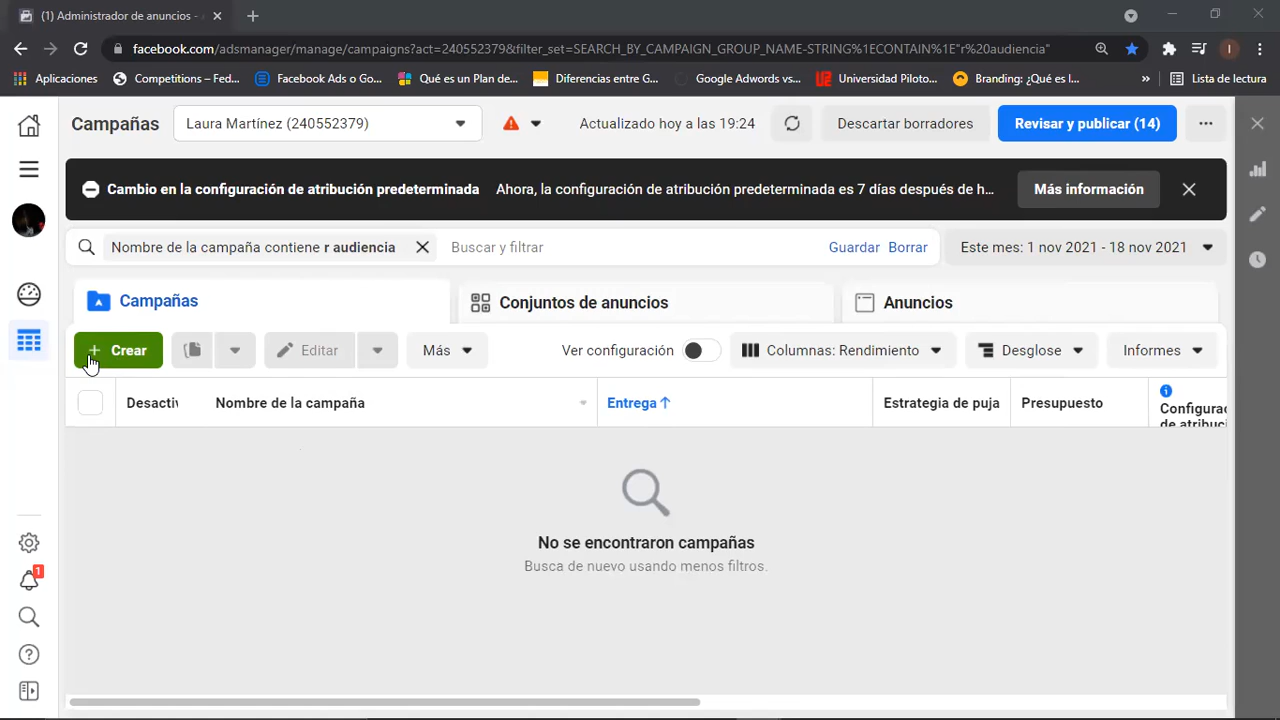 (1) Administrador de anuncios -
facebook.com/adsmanager/manage/campaigns?act=240552379&filter_set=SEARCH_BY_CAMPAIGN_GROUP_NAME-STRING%1ECONTAIN%1E"r%20audiencia"
I
Aplicaciones
Competitions – Fed...
Facebook Ads o Go...
Qué es un Plan de...
Diferencias entre G...
Google Adwords vs...
Universidad Piloto...
Branding: ¿Qué es l...
»
Lista de lectura
Campañas
Laura Martínez (240552379)
Actualizado hoy a las 19:24
Descartar borradores
Revisar y publicar (14)
Cambio en la configuración de atribución predeterminada
Ahora, la configuración de atribución predeterminada es 7 días después de h...
Más información
Nombre de la campaña contiene r audiencia
Buscar y filtrar
Guardar
Borrar
Este mes: 1 nov 2021 - 18 nov 2021
Campañas
Conjuntos de anuncios
Anuncios
+ Crear
Editar
Más
Ver configuración
Columnas: Rendimiento
Desglose
Informes
Desactiv
Nombre de la campaña
Entrega↑
Estrategia de puja
Presupuesto
Configurac
de atribuci
No se encontraron campañas
Busca de nuevo usando menos filtros.
1